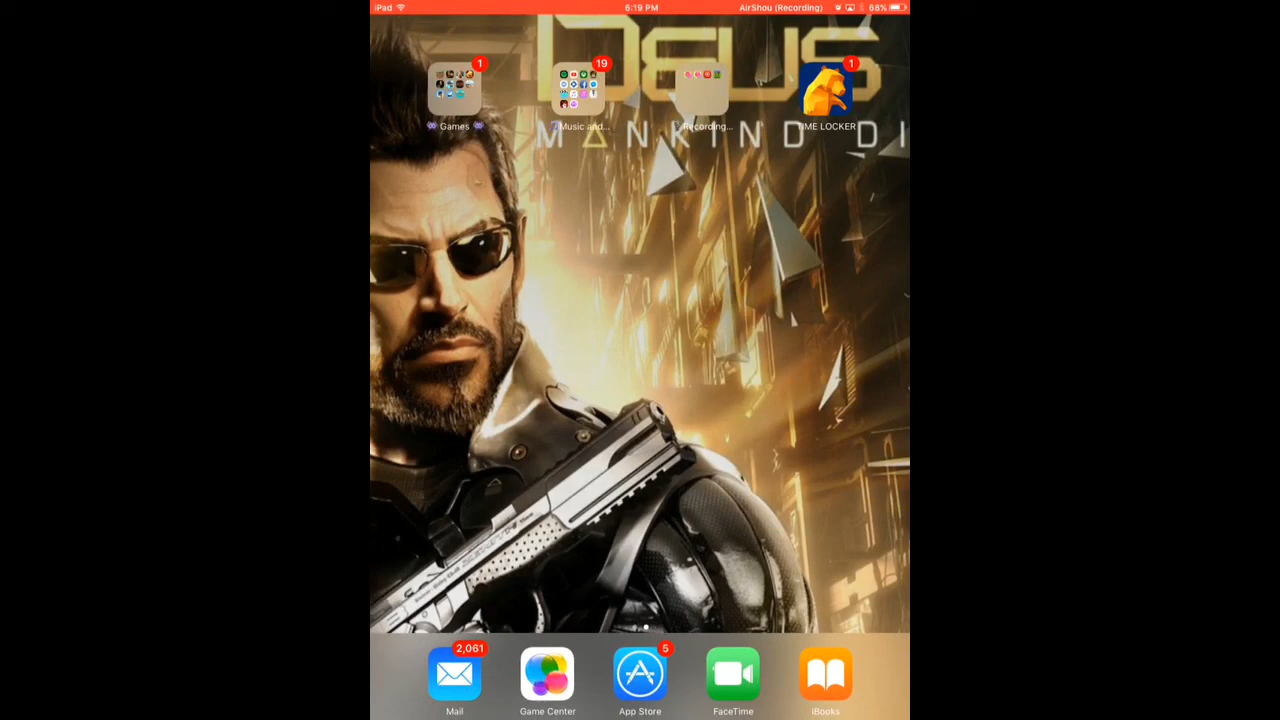 iPad 6:19 PM AirShou (Recording) 68%
DEUS
MANKIND DI
1 19 1
Games Music and... Recording... TIME LOCKER
2,061 5
Mail Game Center App Store FaceTime iBooks